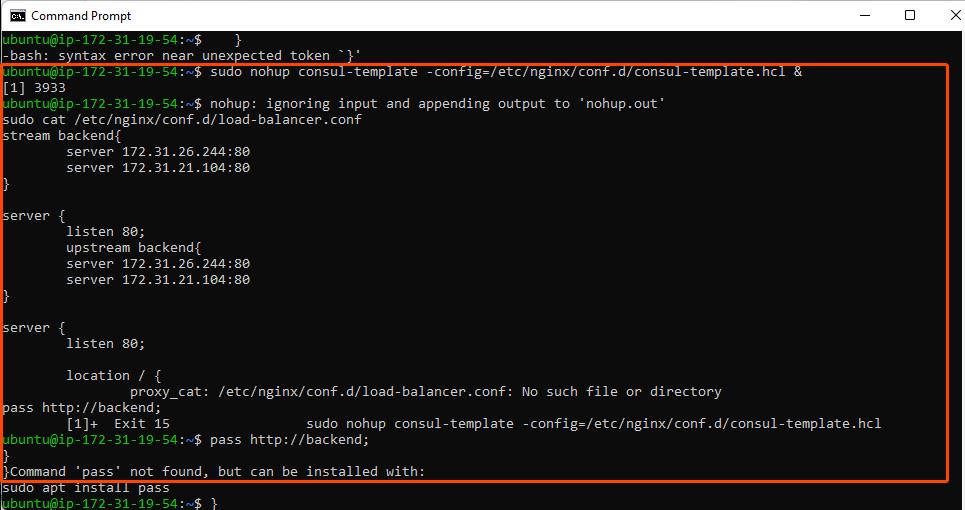 Command Prompt
ubuntu@ip-172-31-19-54:~$    }
-bash: syntax error near unexpected token `}'
ubuntu@ip-172-31-19-54:~$ sudo nohup consul-template -config=/etc/nginx/conf.d/consul-template.hcl &
[1] 3933
ubuntu@ip-172-31-19-54:~$ nohup: ignoring input and appending output to 'nohup.out'
sudo cat /etc/nginx/conf.d/load-balancer.conf
stream backend{
        server 172.31.26.244:80
        server 172.31.21.104:80
}
server {
        listen 80;
        upstream backend{
        server 172.31.26.244:80
        server 172.31.21.104:80
}
server {
        listen 80;
        location / {
                proxy_cat: /etc/nginx/conf.d/load-balancer.conf: No such file or directory
pass http://backend;
        [1]+  Exit 15                 sudo nohup consul-template -config=/etc/nginx/conf.d/consul-template.hcl
ubuntu@ip-172-31-19-54:~$ pass http://backend;
}
}Command 'pass' not found, but can be installed with:
sudo apt install pass
ubuntu@ip-172-31-19-54:~$ }